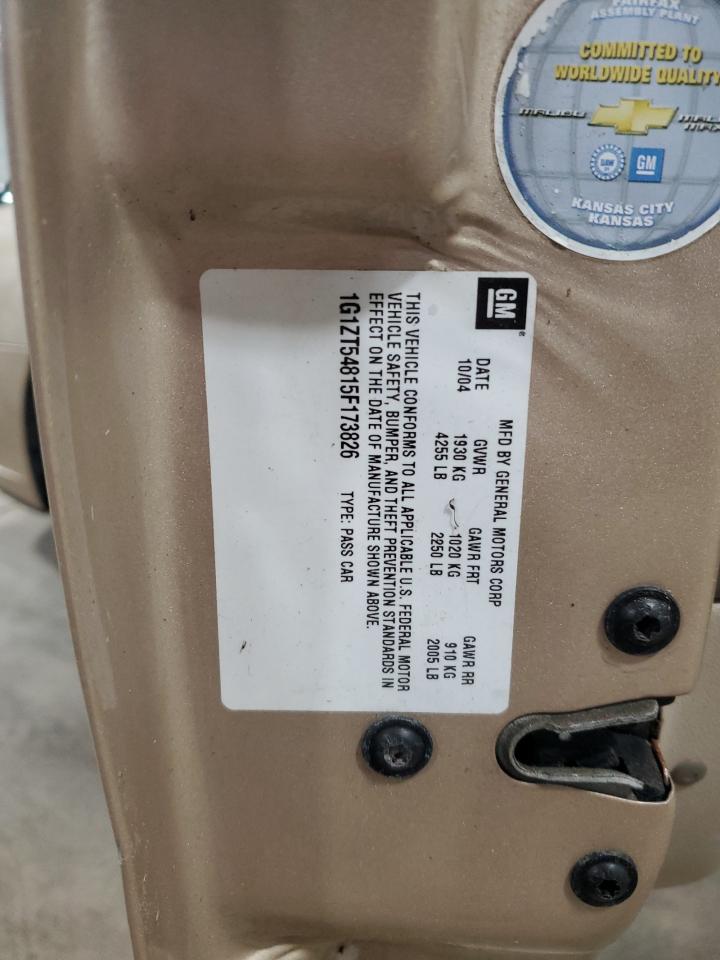 FAIRFAX
ASSEMBLY PLANT
COMMITTED TO
WORLDWIDE QUALITY
MALIBU
UAW
GM
KANSAS CITY
KANSAS
GM
MFD BY GENERAL MOTORS CORP
DATE GVWR GAWR FRT GAWR RR
10/04 1930 KG 1020 KG 910 KG
4255 LB 2250 LB 2005 LB
THIS VEHICLE CONFORMS TO ALL APPLICABLE U.S. FEDERAL MOTOR
VEHICLE SAFETY, BUMPER, AND THEFT PREVENTION STANDARDS IN
EFFECT ON THE DATE OF MANUFACTURE SHOWN ABOVE.
1G1ZT54815F173826 TYPE: PASS CAR